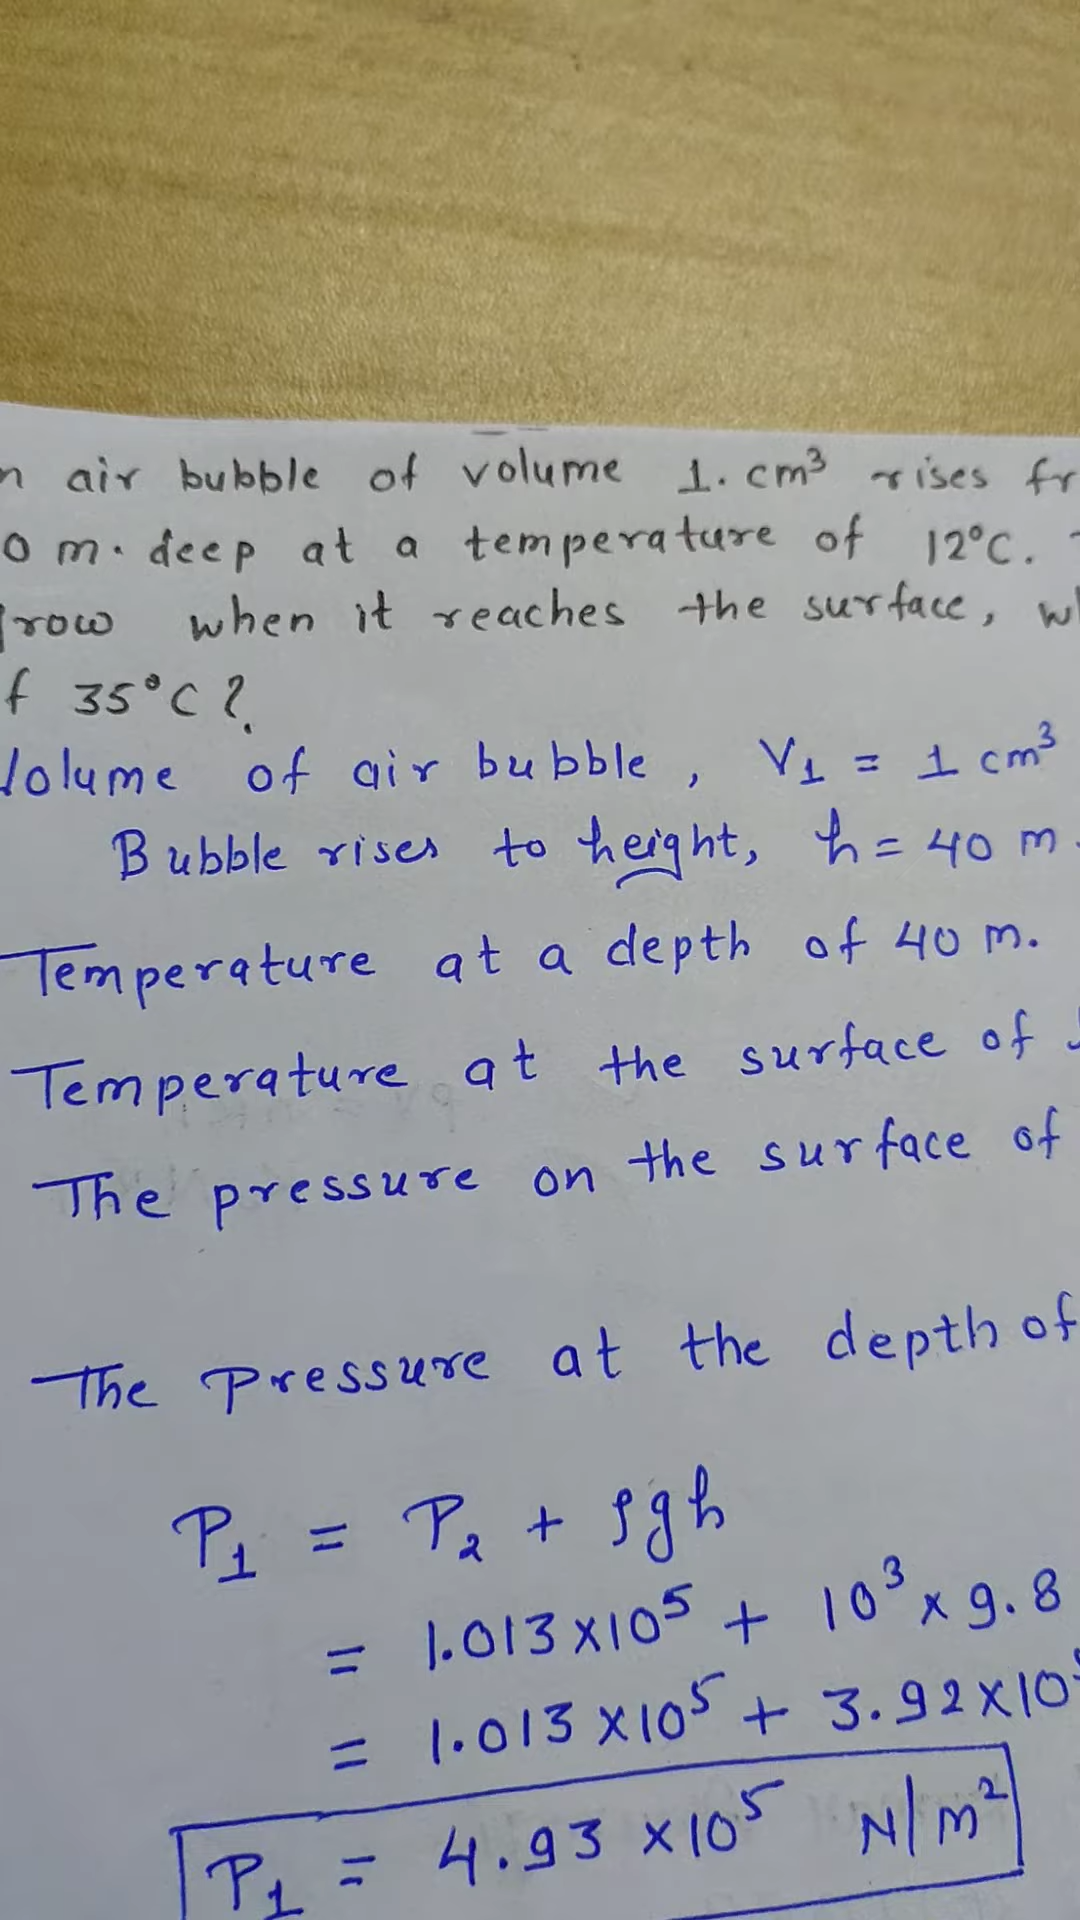 air bubble of volume 1. cm³ rises fr
0 m. deep at a temperature of 12°C.
row when it reaches the surface, wh
f 35°C ?
Volume of air bubble, V₁ = 1 cm³
Bubble rises to height, h = 40 m.
Temperature at a depth of 40 m.
Temperature at the surface of
The pressure on the surface of
The Pressure at the depth of
P₁ = P₂ + ρgh
= 1.013 × 10⁵ + 10³ × 9.8
= 1.013 × 10⁵ + 3.92 × 10
P₁ = 4.93 × 10⁵ N/m²